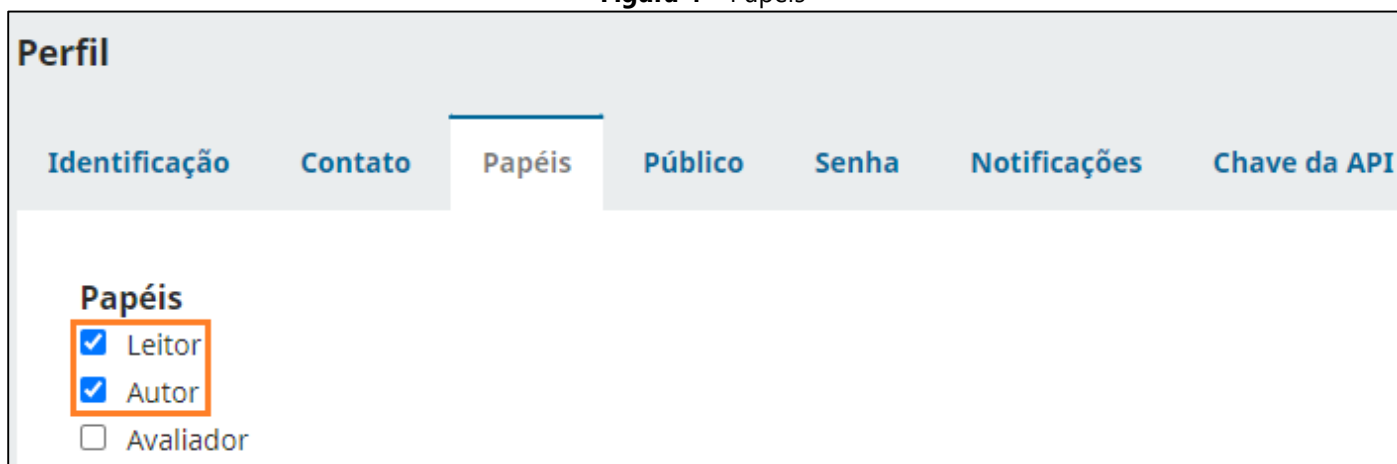 Perfil
Identificação Contato Papéis Público Senha Notificações Chave da API
Papéis
Leitor
Autor
Avaliador